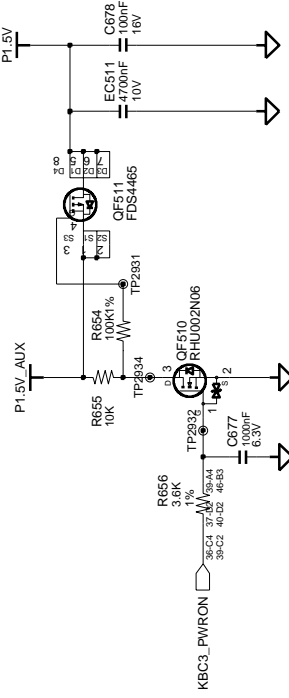 P1.5V
C678
100nF
16V
EC511
4700nF
10V
D4
D1
D2
D3
8
5
6
7
QF511
FDS4465
4
S3
S1
S2
3
1
2
TP2931
R654
100K1%
P1.5V_AUX
R655
10K
TP2934
QF510
RHU002N06
3
D
G
S
1
2
TP2932
C677
1000nF
6.3V
R656
3.6K
1%
36-C4
37-D2
39-A4
39-C2
40-D2
46-B3
KBC3_PWRON